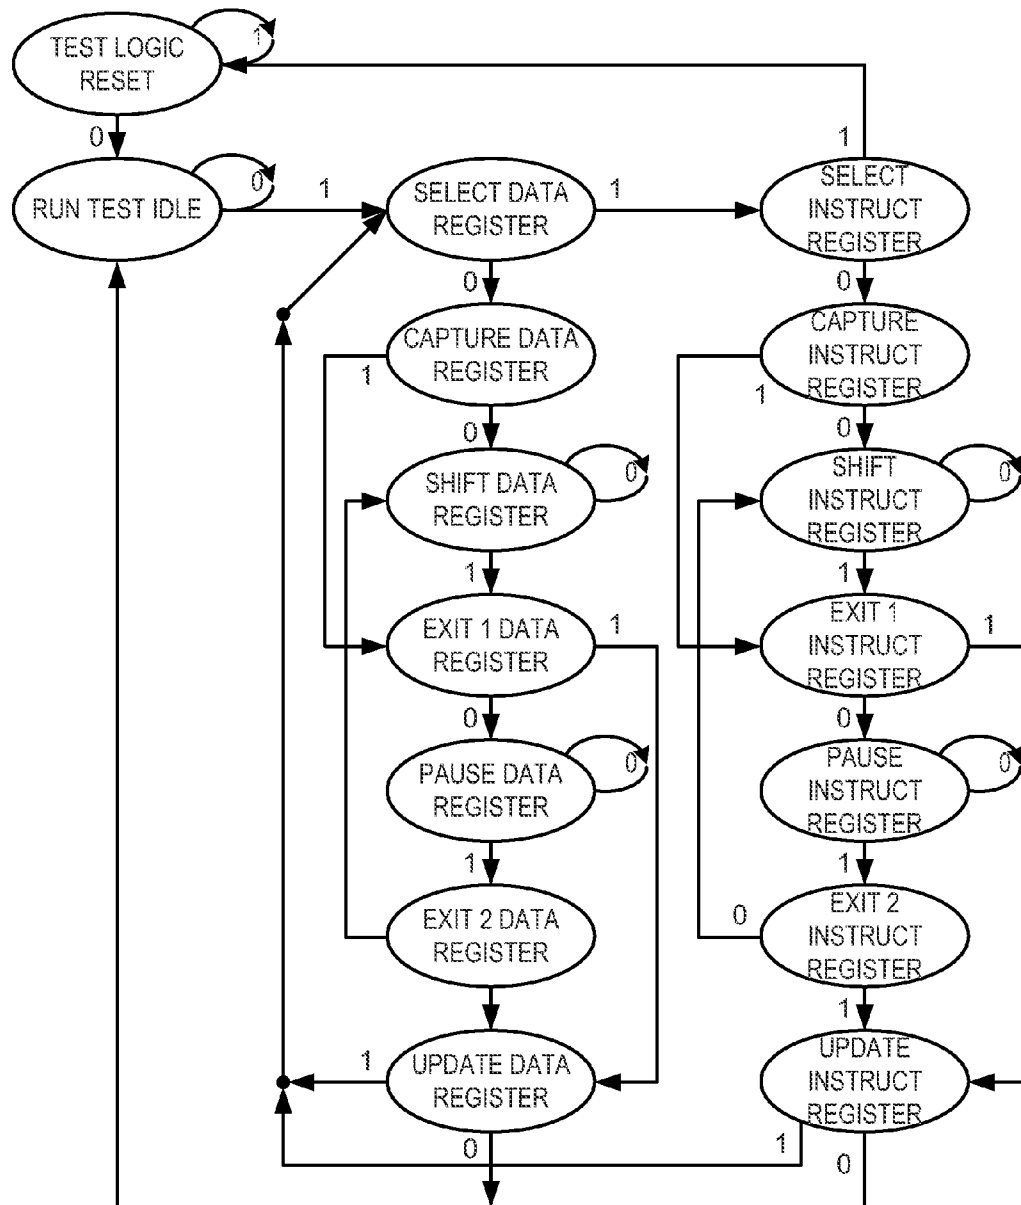 TEST LOGIC
RESET
1
0
RUN TEST IDLE
0
1
SELECT DATA
REGISTER
1
SELECT
INSTRUCT
REGISTER
1
0
0
CAPTURE DATA
REGISTER
1
CAPTURE
INSTRUCT
REGISTER
1
0
0
SHIFT DATA
REGISTER
0
SHIFT
INSTRUCT
REGISTER
0
1
1
EXIT 1 DATA
REGISTER
1
EXIT 1
INSTRUCT
REGISTER
1
0
0
PAUSE DATA
REGISTER
0
PAUSE
INSTRUCT
REGISTER
0
1
1
EXIT 2 DATA
REGISTER
0
EXIT 2
INSTRUCT
REGISTER
1
1
UPDATE DATA
REGISTER
UPDATE
INSTRUCT
REGISTER
0
1
0